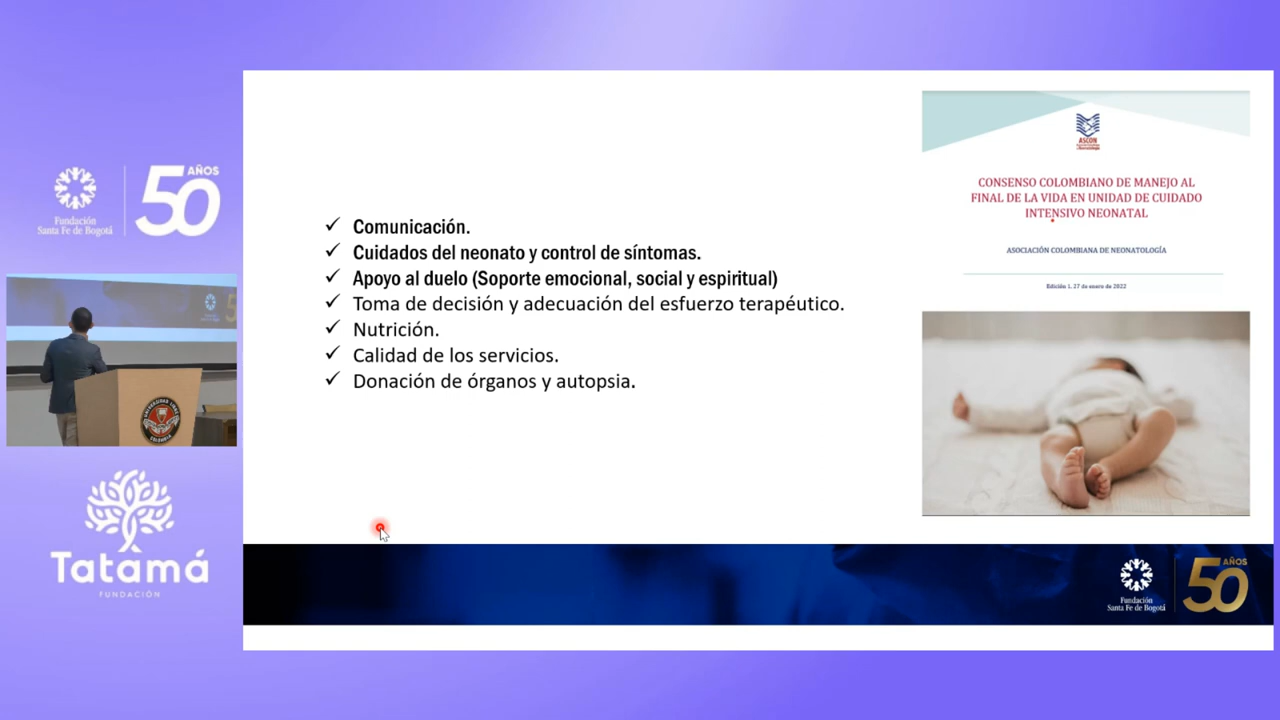 Fundación
Santa Fe de Bogotá
50
AÑOS
UNIVERSIDAD LIBRE
COLOMBIA
Tatamá
FUNDACIÓN
✓ Comunicación.
✓ Cuidados del neonato y control de síntomas.
✓ Apoyo al duelo (Soporte emocional, social y espiritual)
✓ Toma de decisión y adecuación del esfuerzo terapéutico.
✓ Nutrición.
✓ Calidad de los servicios.
✓ Donación de órganos y autopsia.
ASCON
CONSENSO COLOMBIANO DE MANEJO AL
FINAL DE LA VIDA EN UNIDAD DE CUIDADO
INTENSIVO NEONATAL
ASOCIACIÓN COLOMBIANA DE NEONATOLOGÍA
Edición 1. 27 de enero de 2022
Fundación
Santa Fe de Bogotá
50
AÑOS